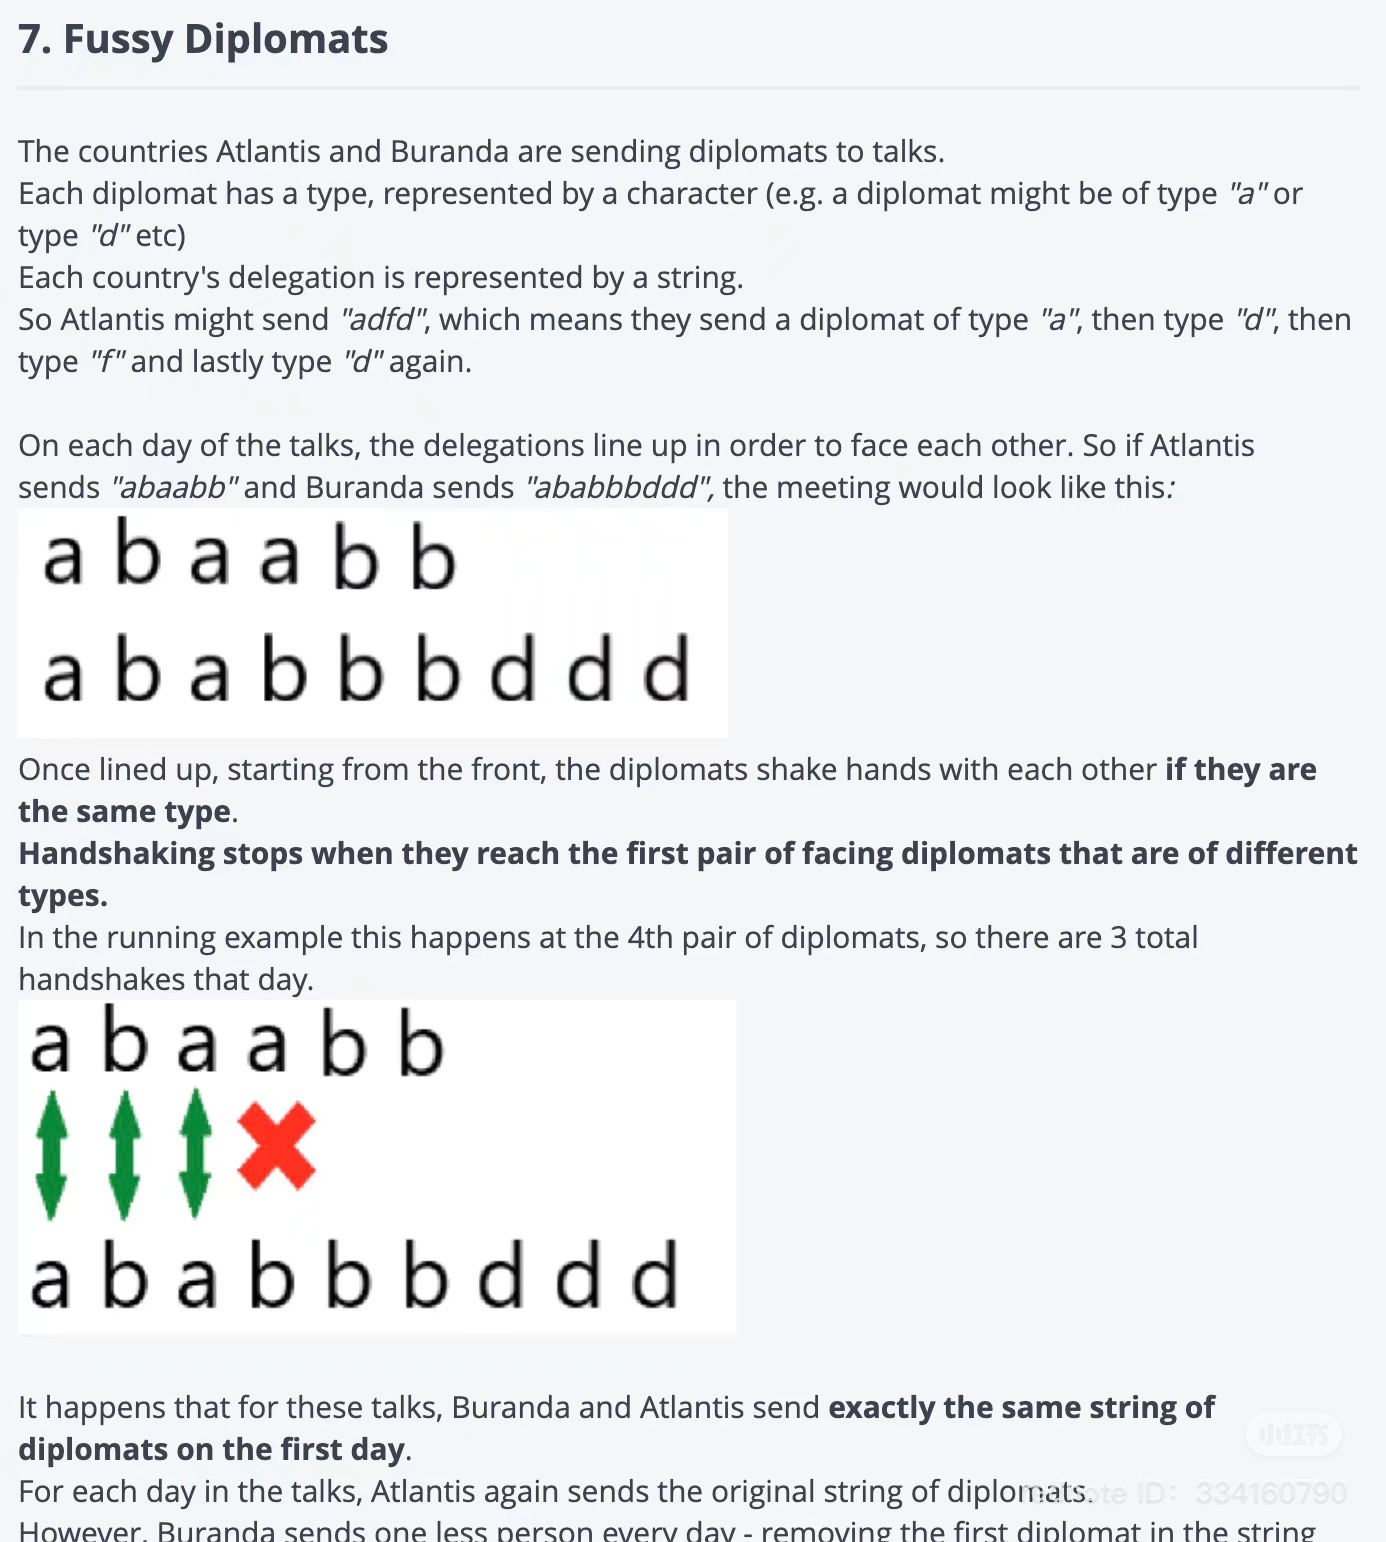 7. Fussy Diplomats
The countries Atlantis and Buranda are sending diplomats to talks.
Each diplomat has a type, represented by a character (e.g. a diplomat might be of type "a" or
type "d" etc)
Each country's delegation is represented by a string.
So Atlantis might send "adfd", which means they send a diplomat of type "a", then type "d", then
type "f" and lastly type "d" again.
On each day of the talks, the delegations line up in order to face each other. So if Atlantis
sends "abaabb" and Buranda sends "ababbbddd", the meeting would look like this:
a b a a b b
a b a b b b d d d
Once lined up, starting from the front, the diplomats shake hands with each other if they are
the same type.
Handshaking stops when they reach the first pair of facing diplomats that are of different
types.
In the running example this happens at the 4th pair of diplomats, so there are 3 total
handshakes that day.
a b a a b b
a b a b b b d d d
It happens that for these talks, Buranda and Atlantis send exactly the same string of
diplomats on the first day.
小红书
For each day in the talks, Atlantis again sends the original string of diplomats.
ID: 334160790
However, Buranda sends one less person every day - removing the first diplomat in the string